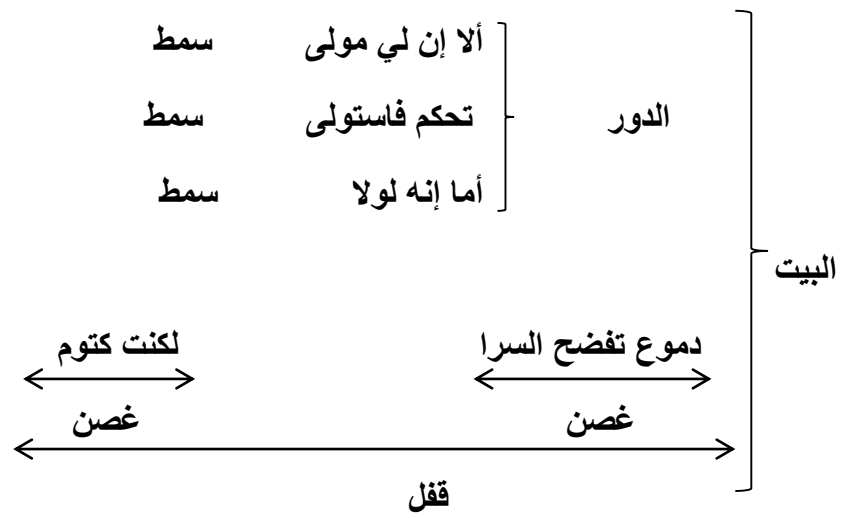 ألا إن لي مولى سمط
الدور تحكم فاستولى سمط
أما إنه لولا سمط
البيت
دموع تفضح السرا لكنت كتوم
غصن غصن
قفل